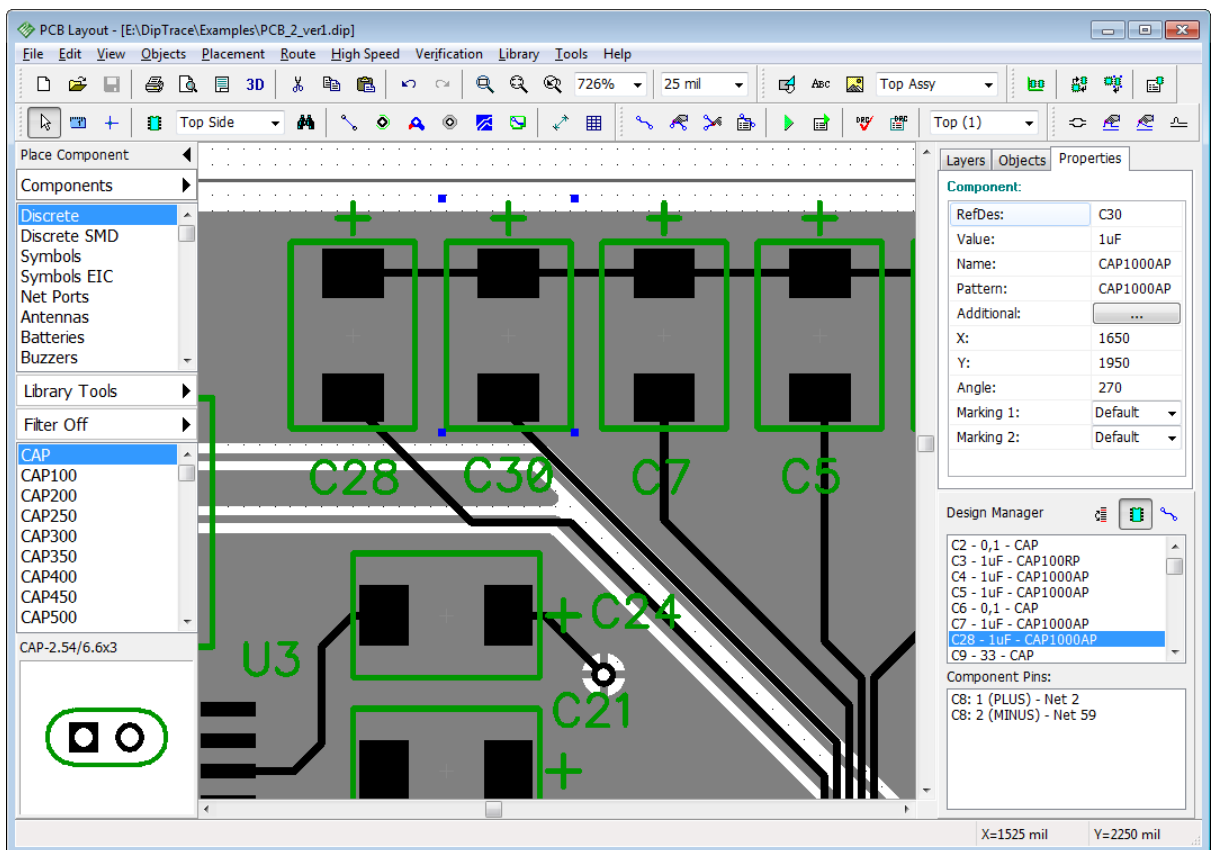 PCB Layout - [E:\DipTrace\Examples\PCB_2_ver1.dip]
File Edit View Objects Placement Route High Speed Verification Library Tools Help
3D 726% 25 mil ABC Top Assy
Top Side DRC DRC Top (1)
Place Component
Components
Discrete
Discrete SMD
Symbols
Symbols EIC
Net Ports
Antennas
Batteries
Buzzers
Library Tools
Filter Off
CAP
CAP100
CAP200
CAP250
CAP300
CAP350
CAP400
CAP450
CAP500
CAP-2.54/6.6x3
C28 C30 C7 C5
C24
U3
C21
Layers Objects Properties
Component:
RefDes: C30
Value: 1uF
Name: CAP1000AP
Pattern: CAP1000AP
Additional: ...
X: 1650
Y: 1950
Angle: 270
Marking 1: Default
Marking 2: Default
Design Manager
C2 - 0,1 - CAP
C3 - 1uF - CAP100RP
C4 - 1uF - CAP1000AP
C5 - 1uF - CAP1000AP
C6 - 0,1 - CAP
C7 - 1uF - CAP1000AP
C28 - 1uF - CAP1000AP
C9 - 33 - CAP
Component Pins:
C8: 1 (PLUS) - Net 2
C8: 2 (MINUS) - Net 59
X=1525 mil Y=2250 mil